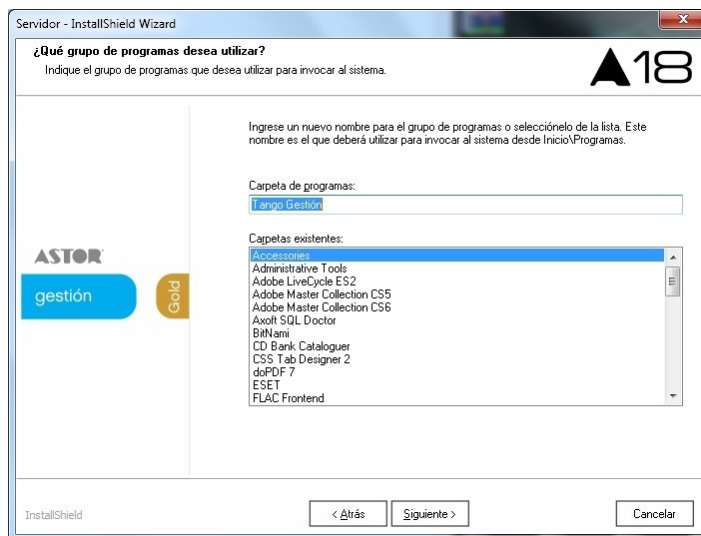 Servidor - InstallShield Wizard
¿Qué grupo de programas desea utilizar?
Indique el grupo de programas que desea utilizar para invocar al sistema.
A18
Ingrese un nuevo nombre para el grupo de programas o selecciónelo de la lista. Este
nombre es el que deberá utilizar para invocar al sistema desde Inicio\Programas.
Carpeta de programas:
Tango Gestión
Carpetas existentes:
Accessories
Administrative Tools
Adobe LiveCycle ES2
Adobe Master Collection CS5
Adobe Master Collection CS6
Axoft SQL Doctor
BitNami
CD Bank Cataloguer
CSS Tab Designer 2
doPDF 7
ESET
FLAC Frontend
ASTOR
gestión
Gold
InstallShield
< Atrás
Siguiente >
Cancelar